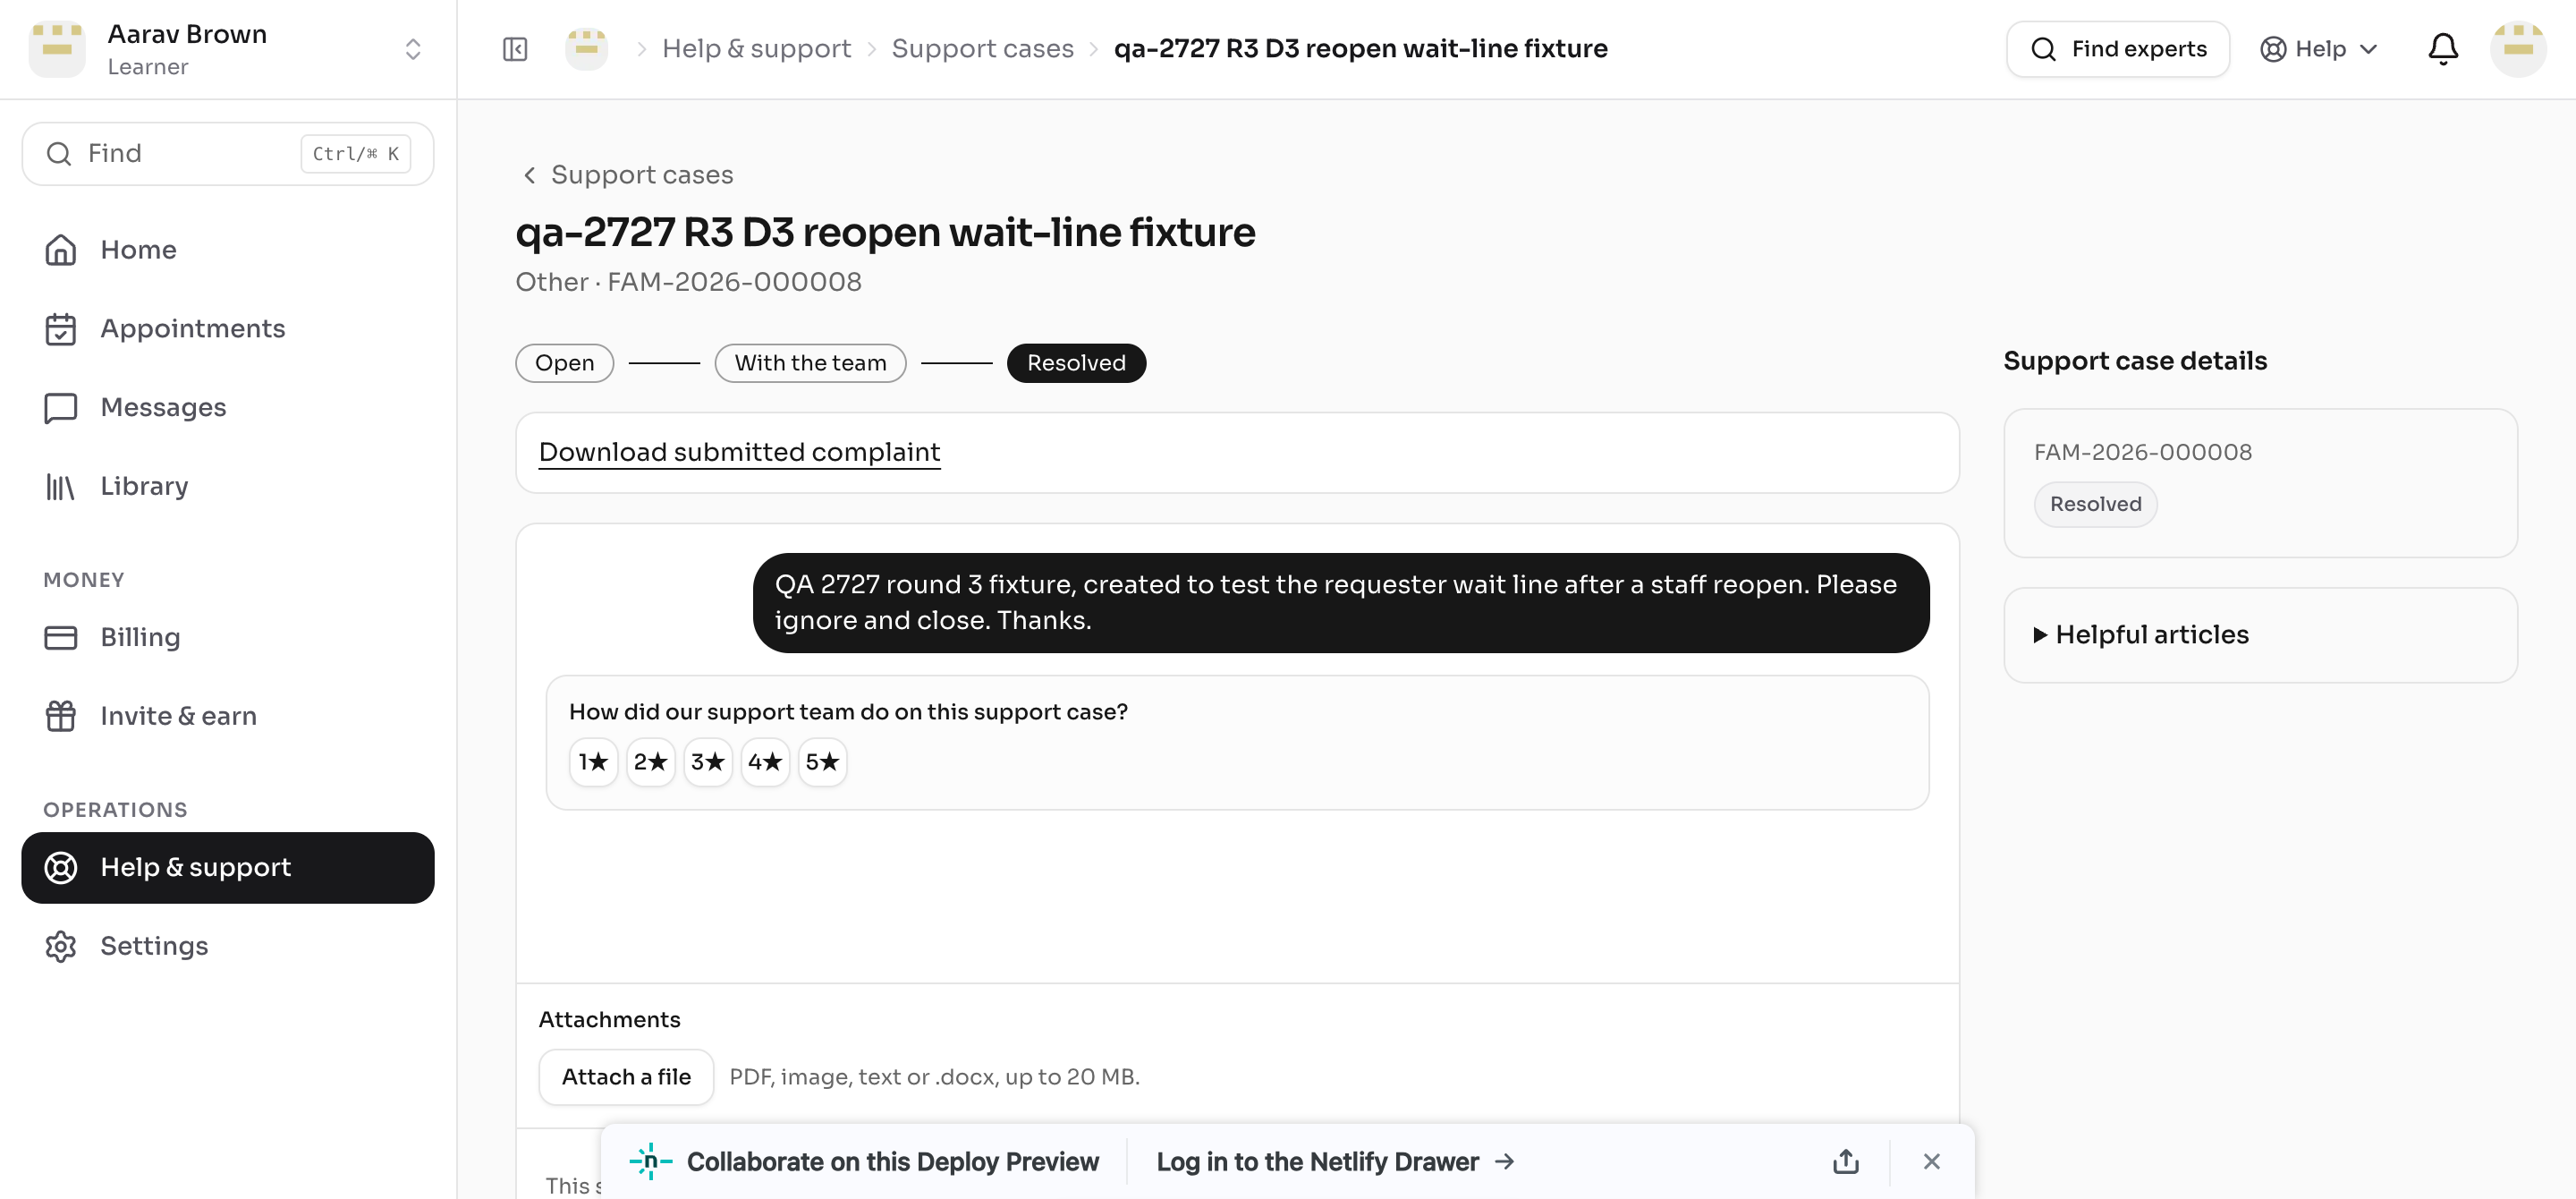 Aarav Brown
Learner
Find
Ctrl/⌘ K
Home
Appointments
Messages
Library
MONEY
Billing
Invite & earn
OPERATIONS
Help & support
Settings
Help & support
Support cases
qa-2727 R3 D3 reopen wait-line fixture
Find experts
Help
Support cases
qa-2727 R3 D3 reopen wait-line fixture
Other · FAM-2026-000008
Open
With the team
Resolved
Download submitted complaint
QA 2727 round 3 fixture, created to test the requester wait line after a staff reopen. Please
ignore and close. Thanks.
How did our support team do on this support case?
1★ 2★ 3★ 4★ 5★
Attachments
Attach a file
PDF, image, text or .docx, up to 20 MB.
This
Support case details
FAM-2026-000008
Resolved
Helpful articles
Collaborate on this Deploy Preview
Log in to the Netlify Drawer →